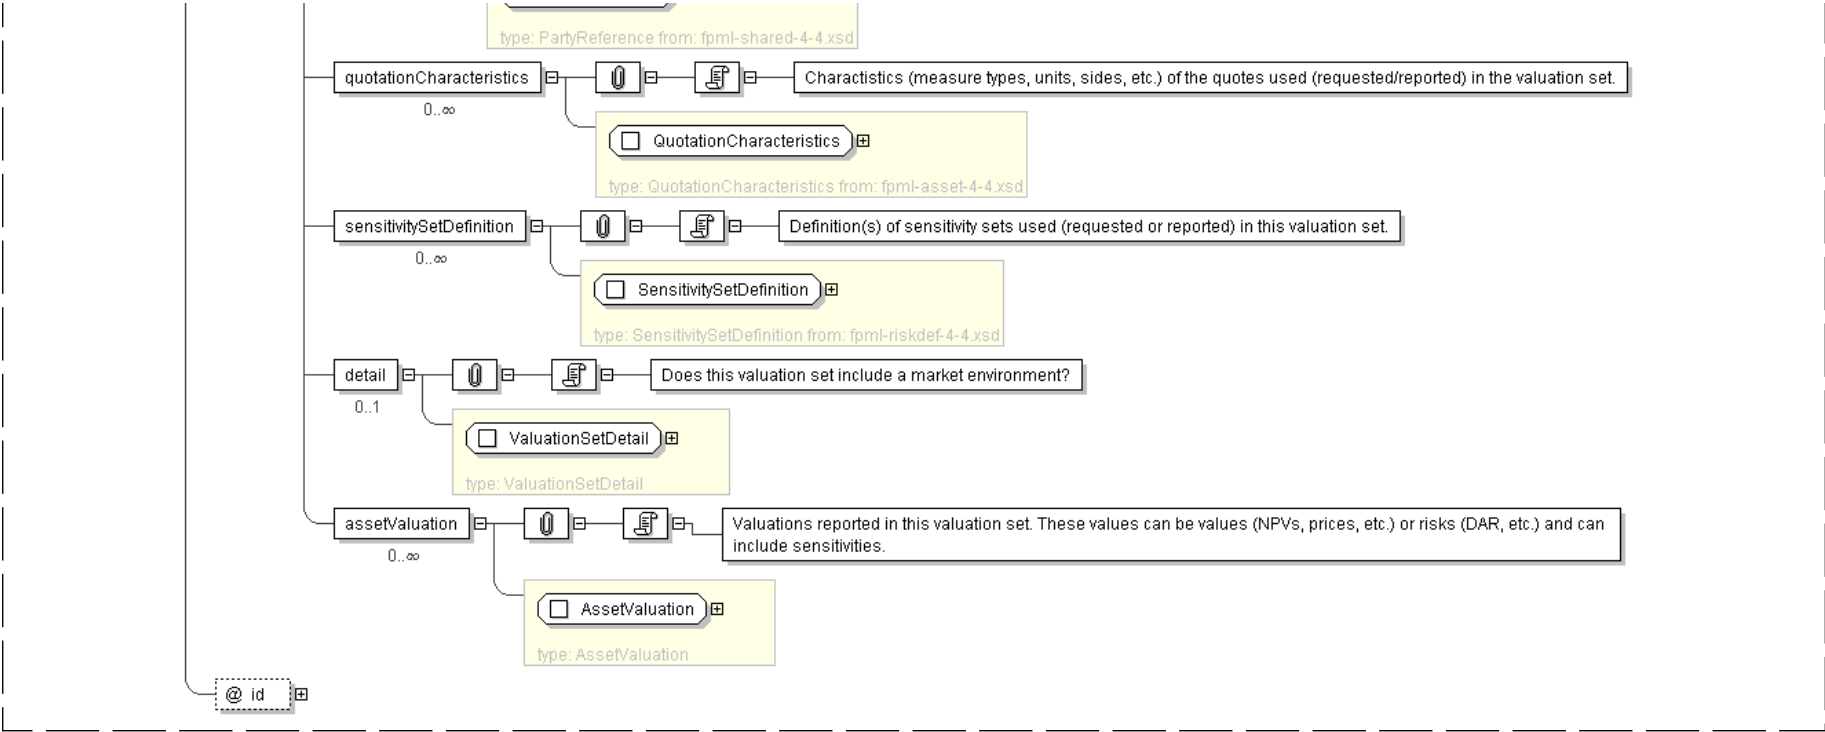 type: PartyReference from: fpml-shared-4-4.xsd
quotationCharacteristics
Charactistics (measure types, units, sides, etc.) of the quotes used (requested/reported) in the valuation set.
0..∞
QuotationCharacteristics
type: QuotationCharacteristics from: fpml-asset-4-4.xsd
sensitivitySetDefinition
Definition(s) of sensitivity sets used (requested or reported) in this valuation set.
0..∞
SensitivitySetDefinition
type: SensitivitySetDefinition from: fpml-riskdef-4-4.xsd
detail
Does this valuation set include a market environment?
0..1
ValuationSetDetail
type: ValuationSetDetail
assetValuation
Valuations reported in this valuation set. These values can be values (NPVs, prices, etc.) or risks (DAR, etc.) and can
include sensitivities.
0..∞
AssetValuation
type: AssetValuation
@ id